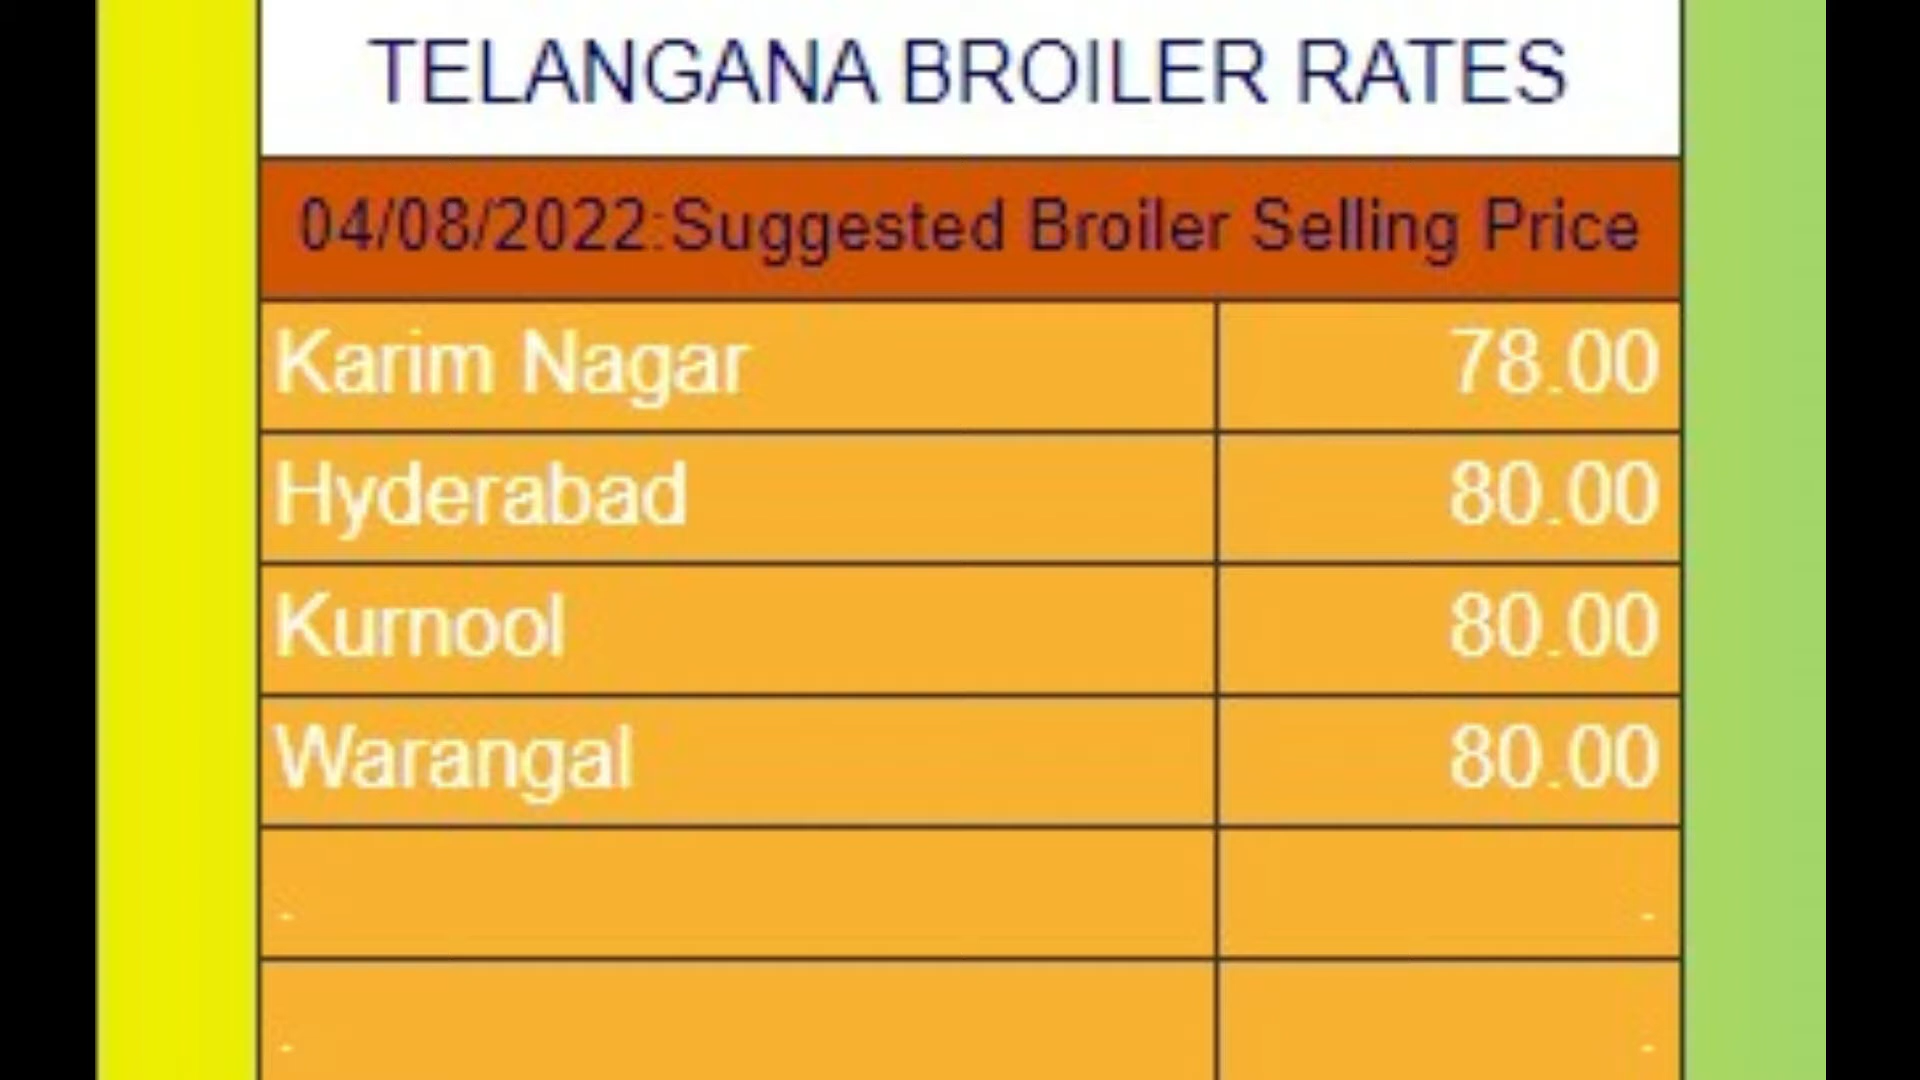 TELANGANA BROILER RATES
04/08/2022:Suggested Broiler Selling Price
Karim Nagar 78.00
Hyderabad 80.00
Kurnool 80.00
Warangal 80.00
- -
- -